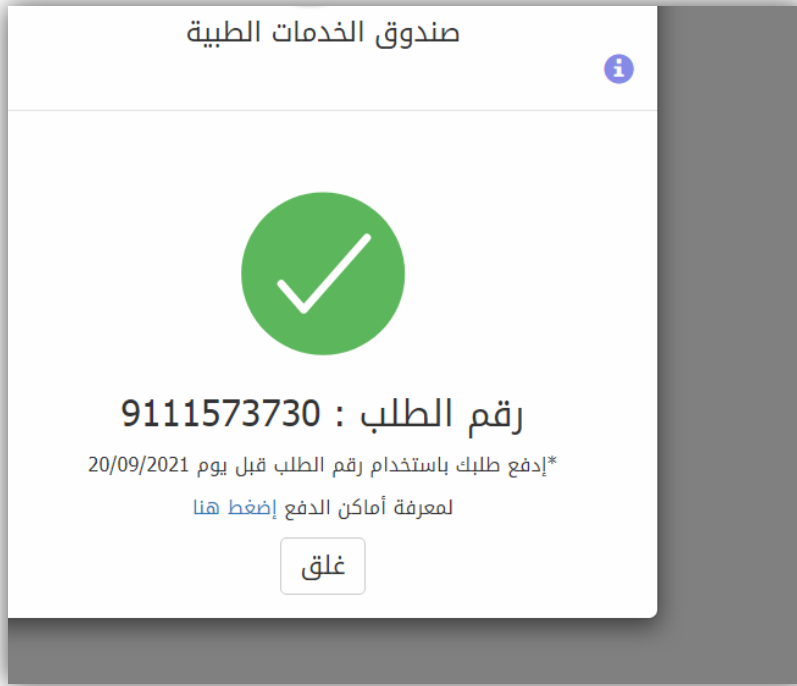 صندوق الخدمات الطبية
رقم الطلب : 9111573730
*إدفع طلبك باستخدام رقم الطلب قبل يوم 20/09/2021
لمعرفة أماكن الدفع إضغط هنا
غلق